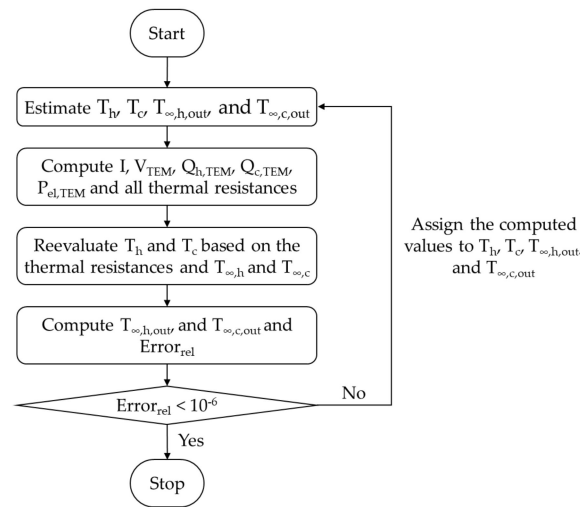 Start
Estimate T_h, T_c, T_∞,h,out, and T_∞,c,out
Compute I, V_TEM, Q_h,TEM, Q_c,TEM,
P_el,TEM and all thermal resistances
Reevaluate T_h and T_c based on the
thermal resistances and T_∞,h and T_∞,c
Compute T_∞,h,out, and T_∞,c,out and
Error_rel
Error_rel < 10^-6
No
Yes
Stop
Assign the computed
values to T_h, T_c, T_∞,h,out,
and T_∞,c,out